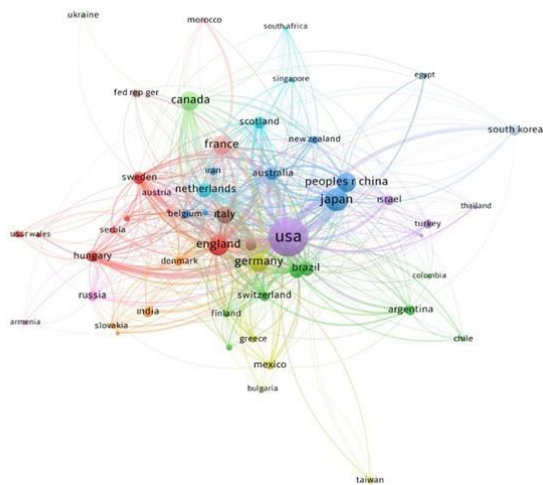 ukraine
morocco
south africa
egypt
singapore
fed rep ger
canada
scotland
south korea
new zealand
france
iran
australia
sweden
peoples r china
austria
netherlands
israel
japan
thailand
belgium
italy
turkey
serbia
ussr wales
usa
england
hungary
denmark
germany
brazil
colombia
russia
switzerland
india
finland
argentina
armenia
slovakia
greece
chile
mexico
bulgaria
taiwan